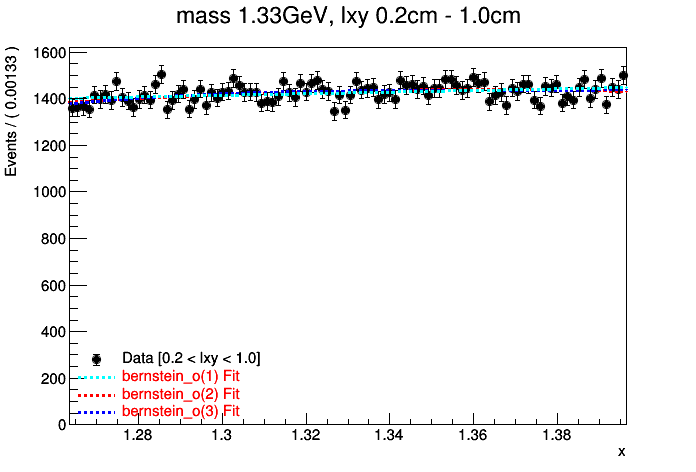 mass 1.33GeV, lxy 0.2cm - 1.0cm
Events / ( 0.00133 )
1600
1400
1200
1000
800
600
400
200
0
Data [0.2 < lxy < 1.0]
bernstein_o(1) Fit
bernstein_o(2) Fit
bernstein_o(3) Fit
1.28 1.3 1.32 1.34 1.36 1.38
x